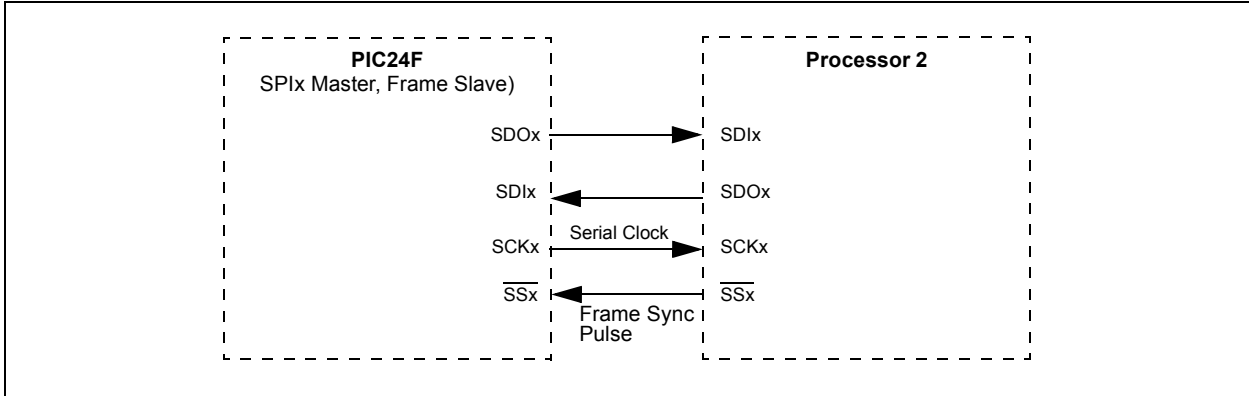 PIC24F
SPIx Master, Frame Slave)
Processor 2
SDOx
SDIx
SDIx
SDOx
SCKx
Serial Clock
SCKx
SSx
Frame Sync
Pulse
SSx